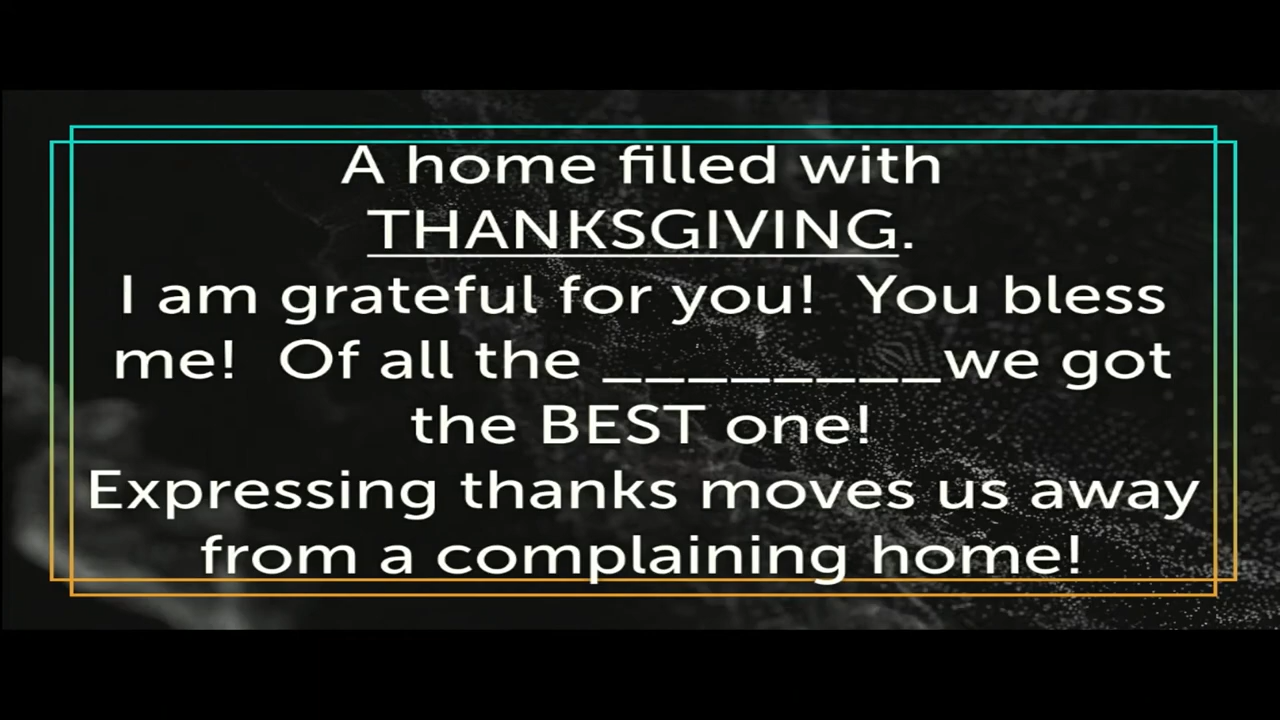 A home filled with
THANKSGIVING.
I am grateful for you!  You bless
me!  Of all the ________we got
the BEST one!
Expressing thanks moves us away
from a complaining home!